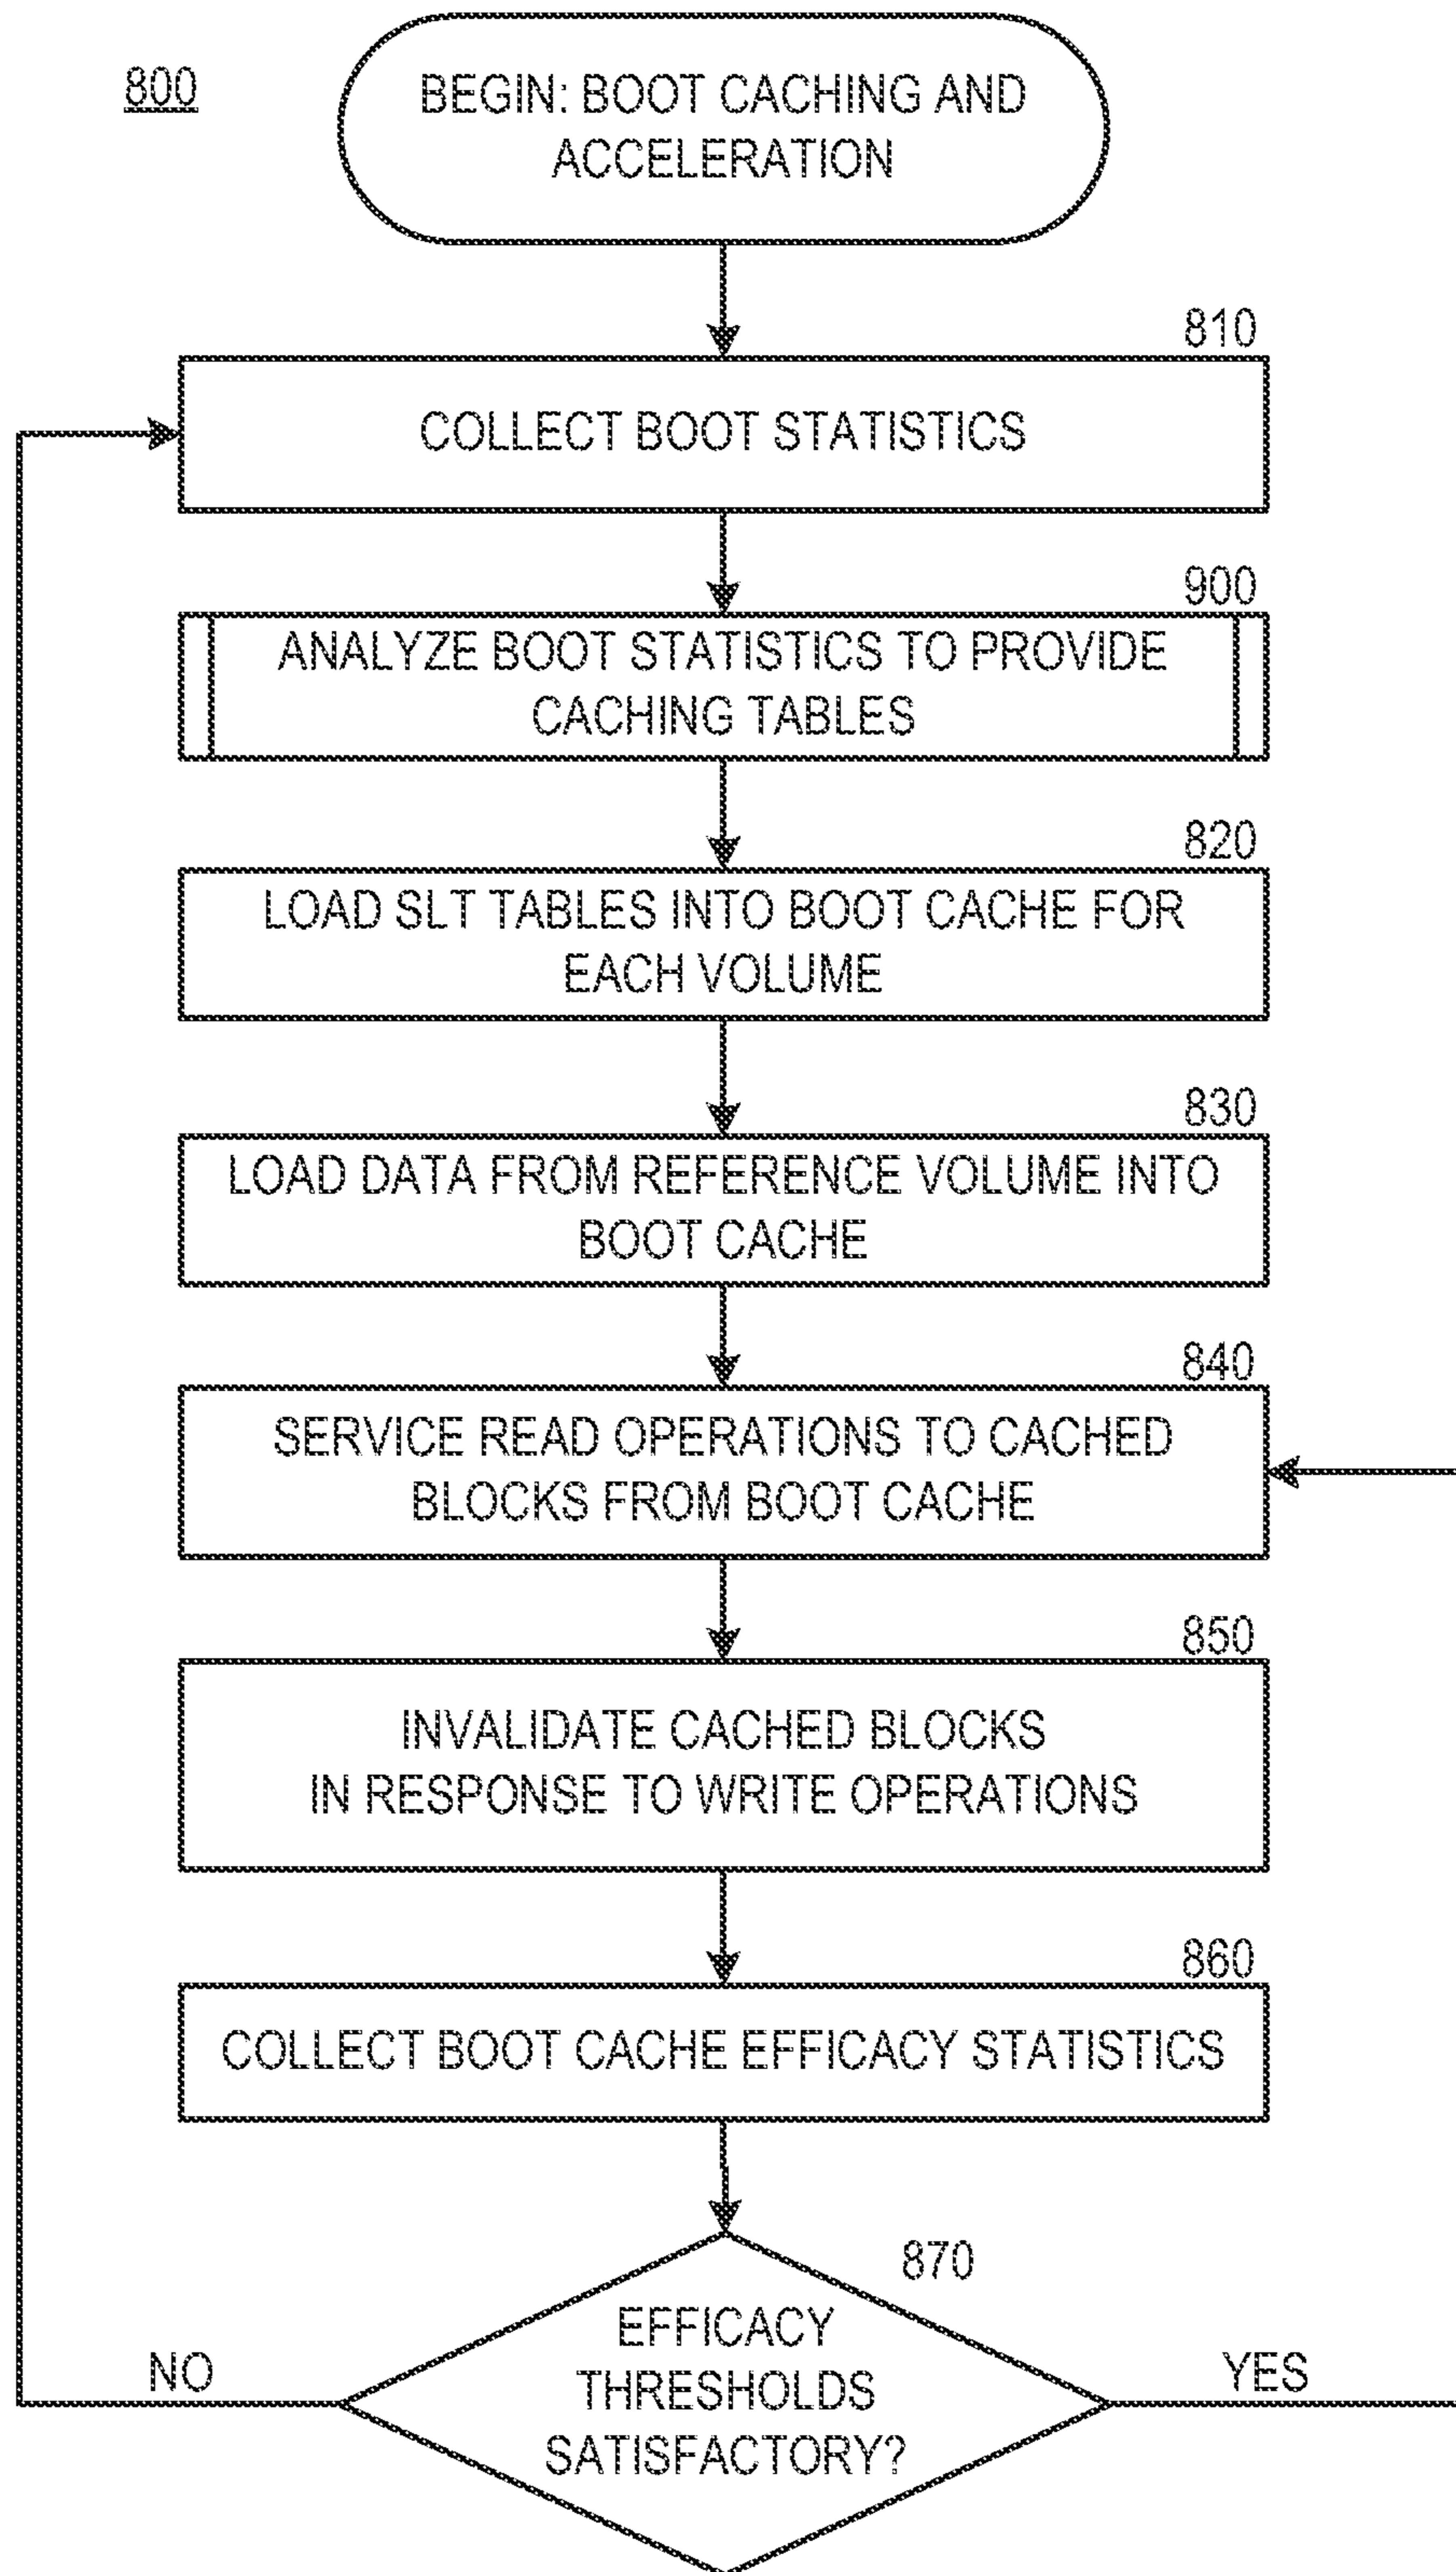 800
BEGIN: BOOT CACHING AND
ACCELERATION
810
COLLECT BOOT STATISTICS
900
ANALYZE BOOT STATISTICS TO PROVIDE
CACHING TABLES
820
LOAD SLT TABLES INTO BOOT CACHE FOR
EACH VOLUME
830
LOAD DATA FROM REFERENCE VOLUME INTO
BOOT CACHE
840
SERVICE READ OPERATIONS TO CACHED
BLOCKS FROM BOOT CACHE
850
INVALIDATE CACHED BLOCKS
IN RESPONSE TO WRITE OPERATIONS
860
COLLECT BOOT CACHE EFFICACY STATISTICS
870
EFFICACY
THRESHOLDS
SATISFACTORY?
NO
YES